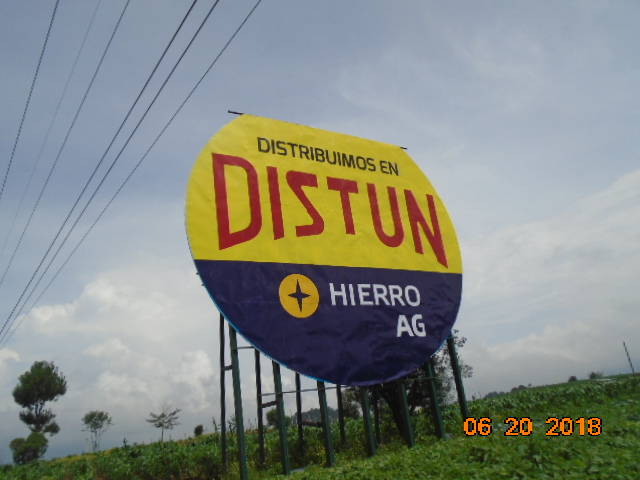 DISTRIBUIMOS EN
DISTUN
HIERRO
AG
06 20 2018